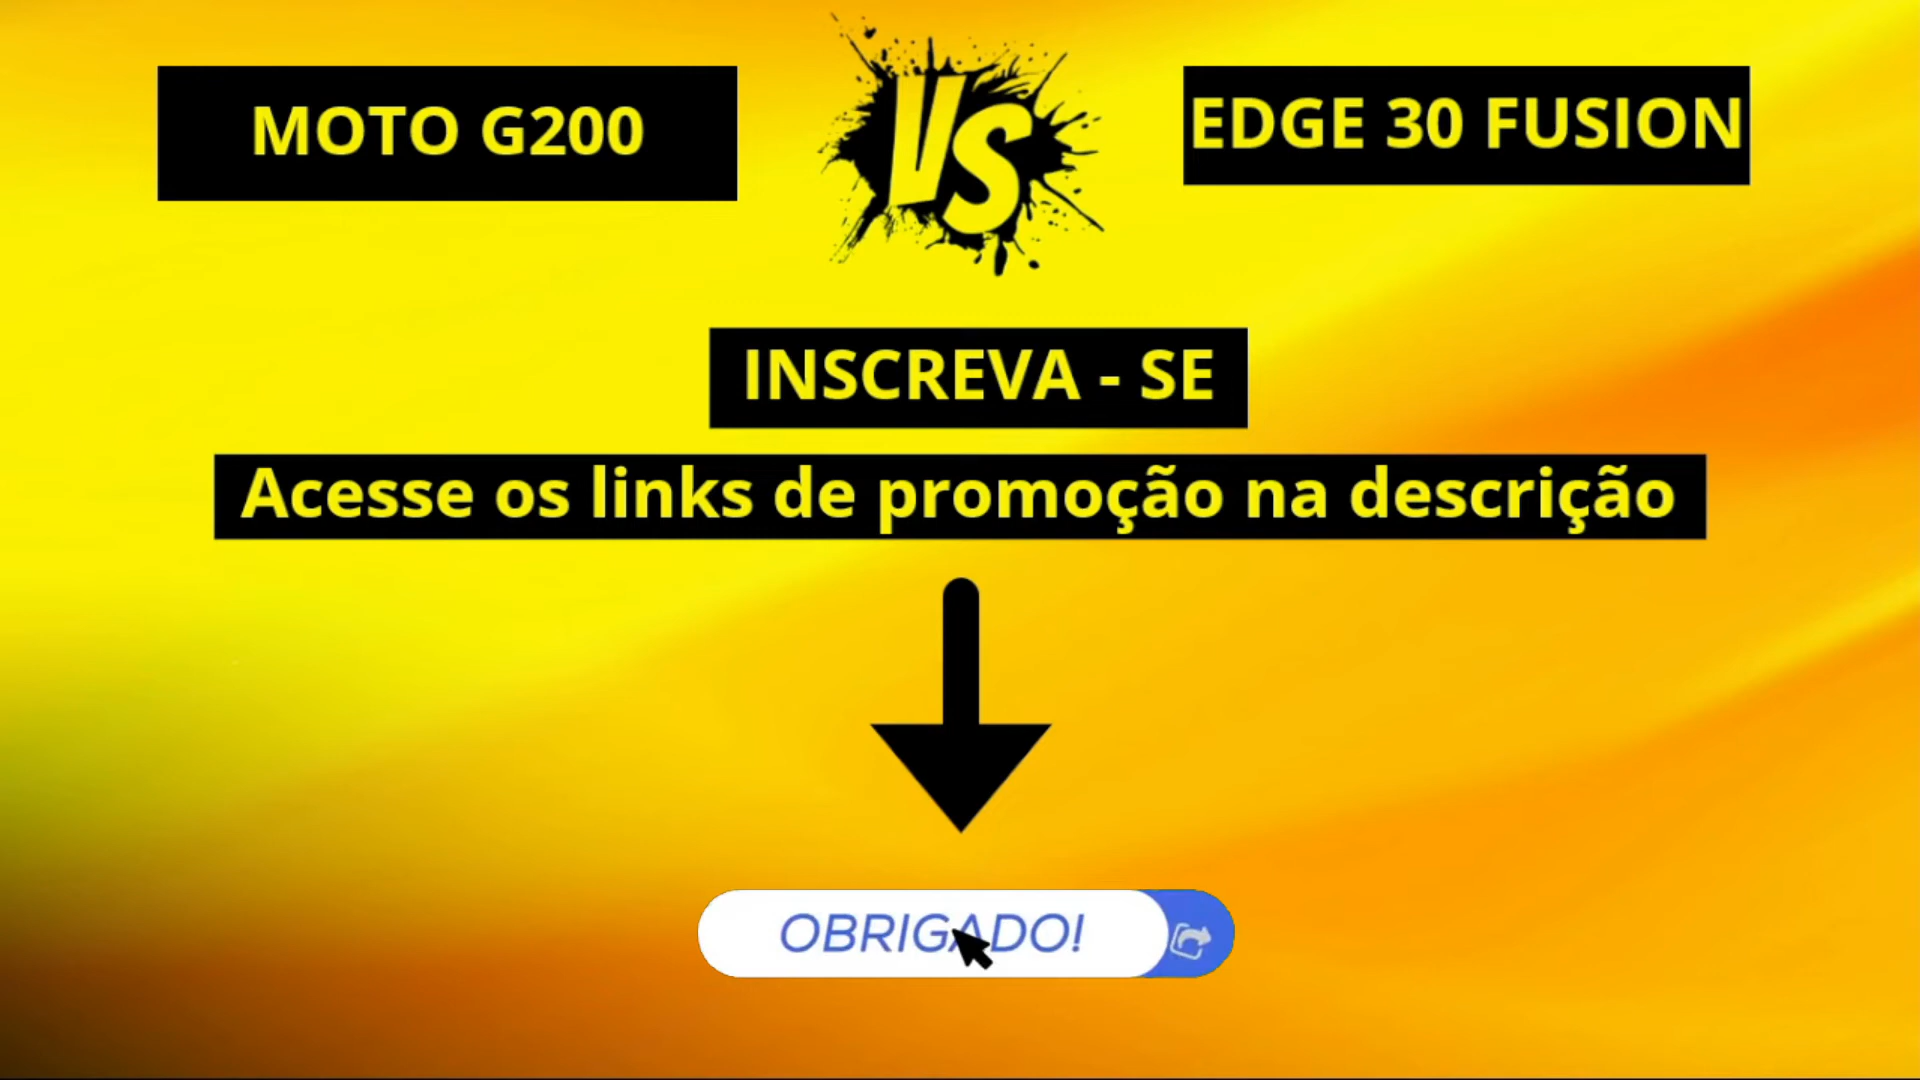 MOTO G200
VS
EDGE 30 FUSION
INSCREVA - SE
Acesse os links de promoção na descrição
OBRIGADO!